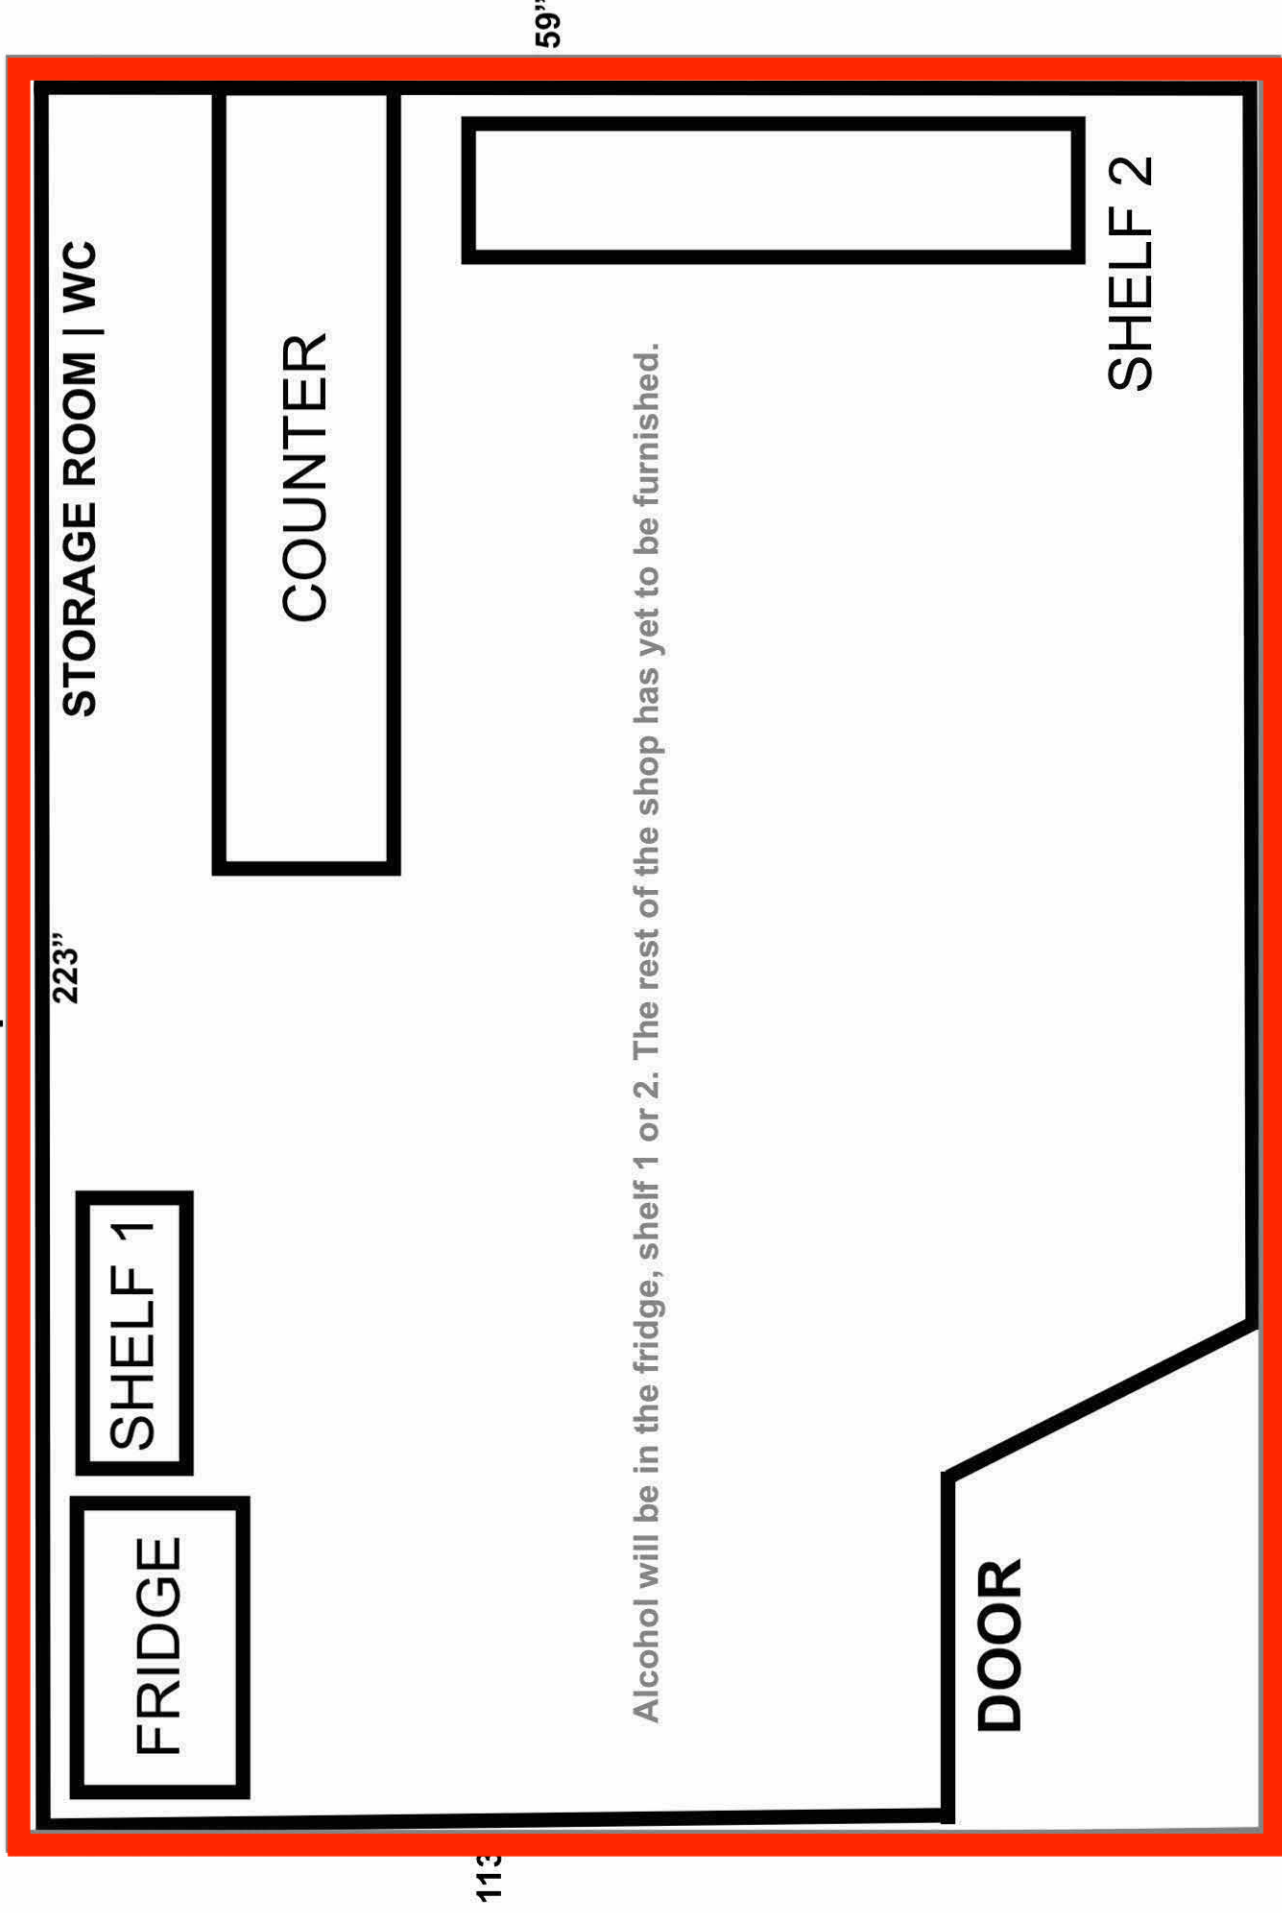 223”
STORAGE ROOM | WC
59”
FRIDGE
SHELF 1
COUNTER
Alcohol will be in the fridge, shelf 1 or 2. The rest of the shop has yet to be furnished.
DOOR
SHELF 2